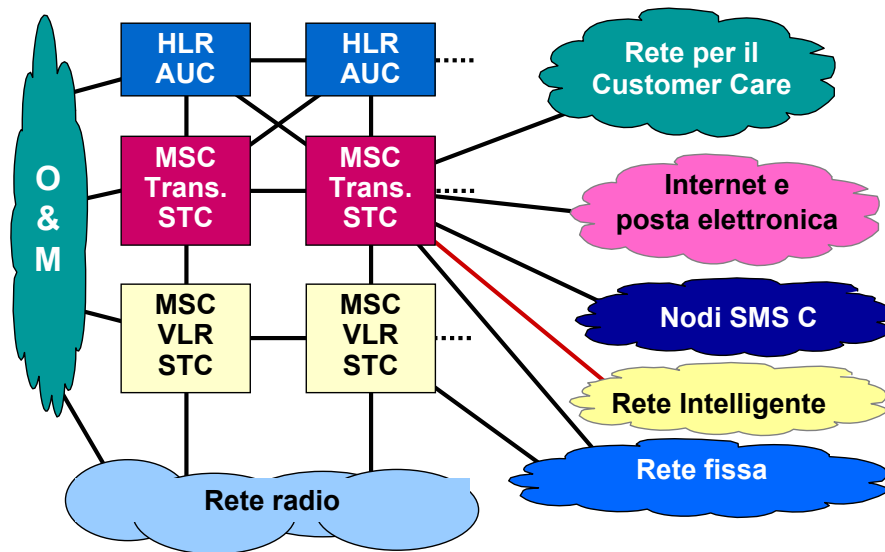 HLR
AUC
HLR
AUC
Rete per il
Customer Care
O
&
M
MSC
Trans.
STC
MSC
Trans.
STC
Internet e
posta elettronica
MSC
VLR
STC
MSC
VLR
STC
Nodi SMS C
Rete Intelligente
Rete fissa
Rete radio